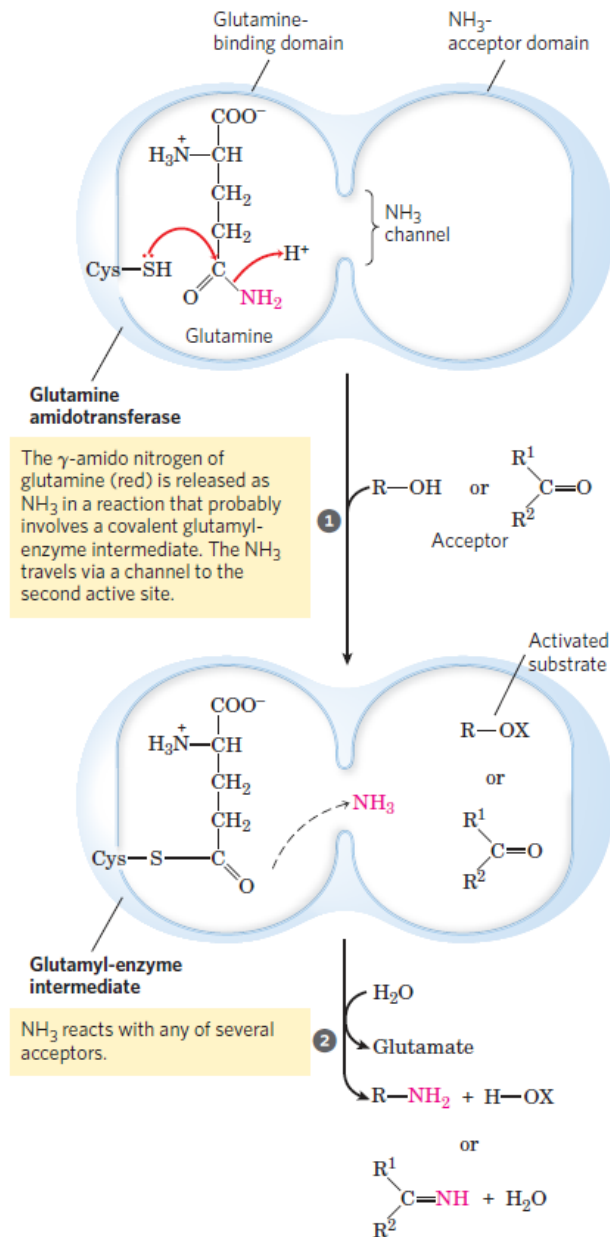 Glutamine-
binding domain
NH₃-
acceptor domain
COO⁻
H₃N⁺—CH
CH₂
CH₂
NH₃
channel
Cys—SH
C
H⁺
O
NH₂
Glutamine
Glutamine
amidotransferase
The γ-amido nitrogen of
glutamine (red) is released as
NH₃ in a reaction that probably
involves a covalent glutamyl-
enzyme intermediate. The NH₃
travels via a channel to the
second active site.
1
R—OH or
R¹
C=O
R²
Acceptor
Activated
substrate
COO⁻
H₃N⁺—CH
CH₂
CH₂
Cys—S—C
O
NH₃
R—OX
or
R¹
C=O
R²
Glutamyl-enzyme
intermediate
NH₃ reacts with any of several
acceptors.
2
H₂O
Glutamate
R—NH₂ + H—OX
or
R¹
C=NH + H₂O
R²